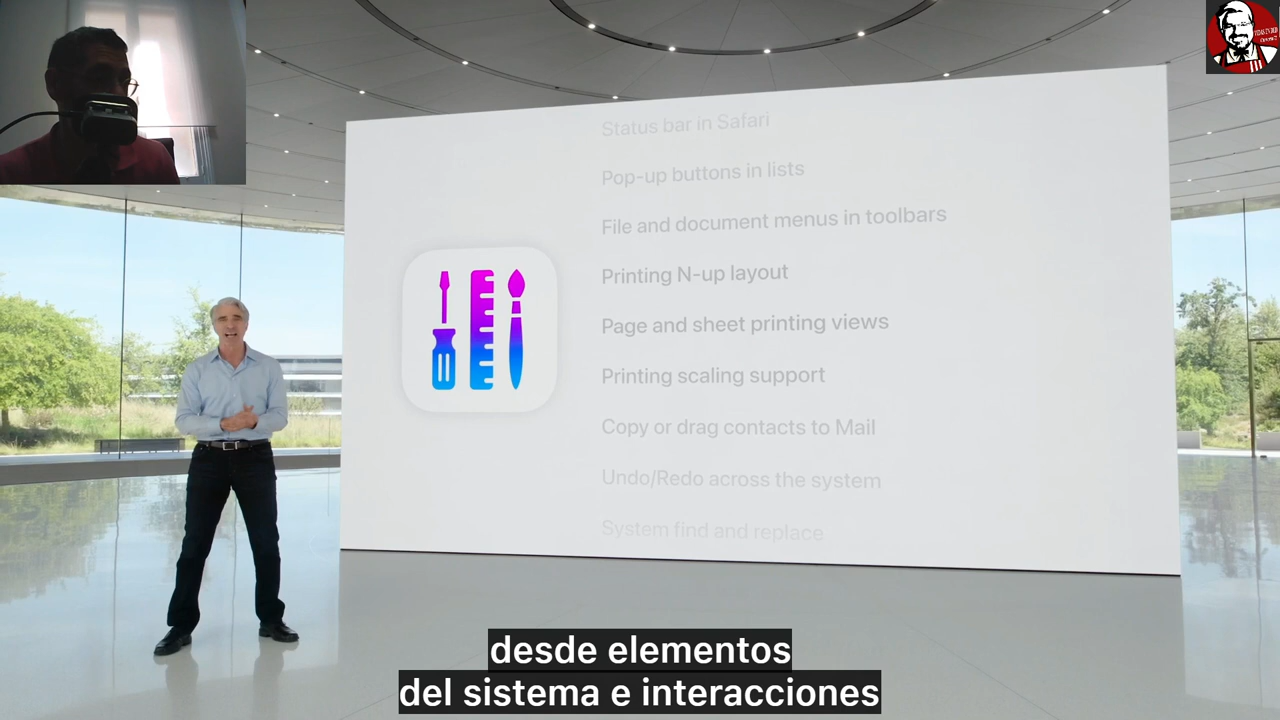 Status bar in Safari
Pop-up buttons in lists
File and document menus in toolbars
Printing N-up layout
Page and sheet printing views
Printing scaling support
Copy or drag contacts to Mail
Undo/Redo across the system
System find and replace
desde elementos
del sistema e interacciones